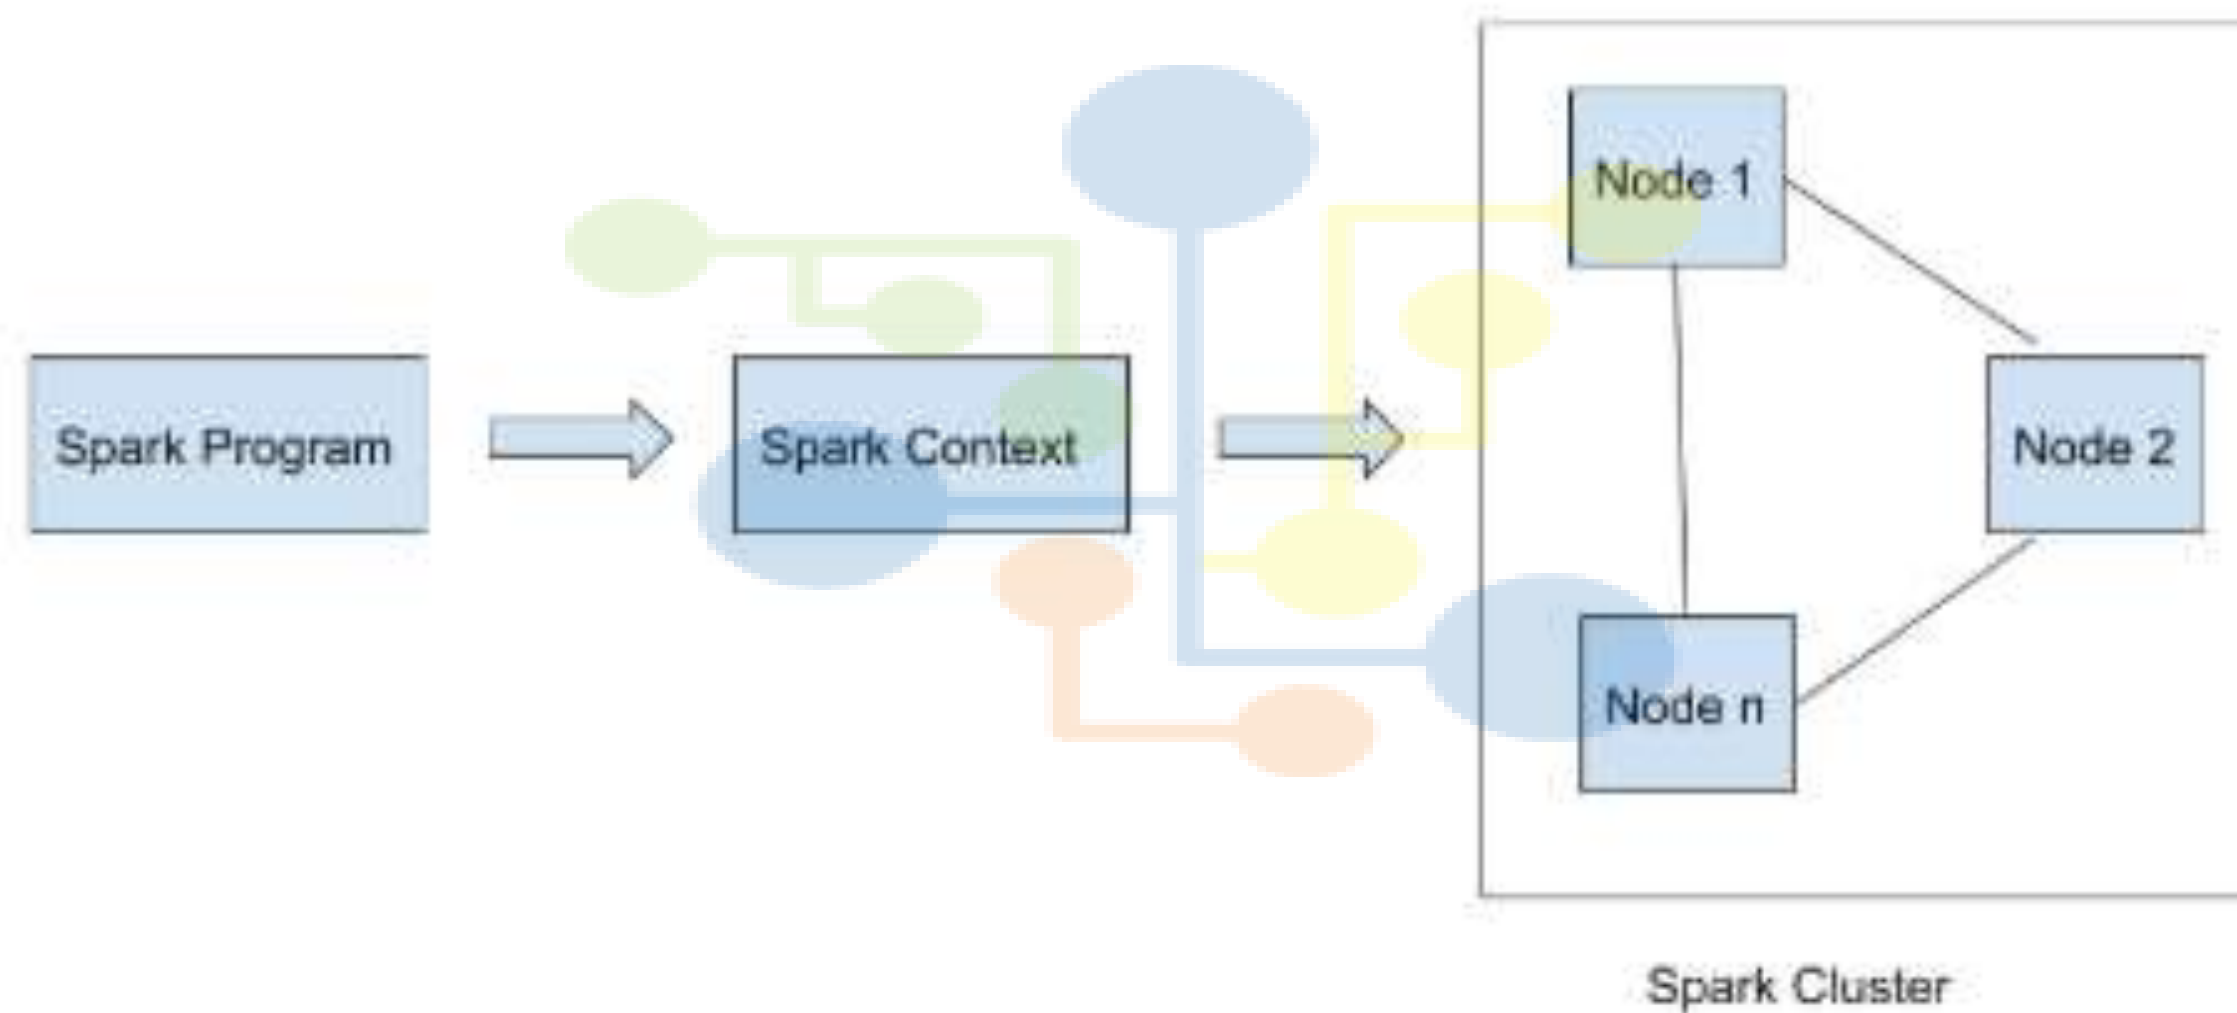 Node 1
Spark Program
Spark Context
Node 2
Node n
Spark Cluster